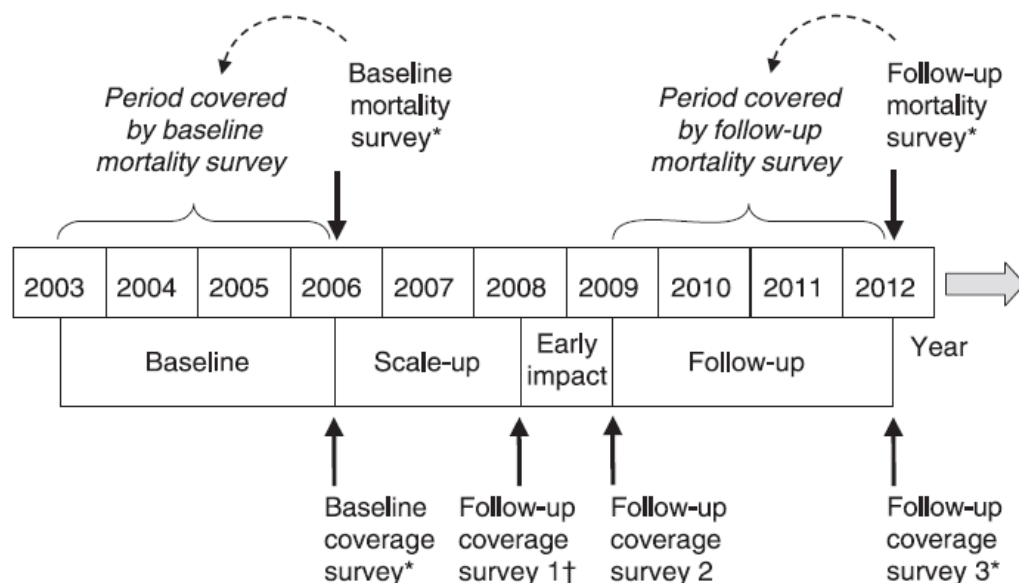 Period covered
by baseline
mortality survey
Baseline
mortality
survey*
Period covered
by follow-up
mortality survey
Follow-up
mortality
survey*
2003 2004 2005 2006 2007 2008 2009 2010 2011 2012
Baseline
Scale-up
Early
impact
Follow-up
Year
Baseline
coverage
survey*
Follow-up
coverage
survey 1†
Follow-up
coverage
survey 2
Follow-up
coverage
survey 3*